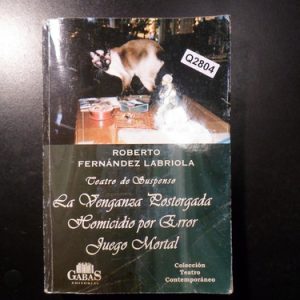 Q2804
ROBERTO
FERNÁNDEZ LABRIOLA
Teatro de Suspenso
La Venganza Postergada
Homicidio por Error
Juego Mortal
GABAS
EDITORIAL
Colección
Teatro
Contemporáneo